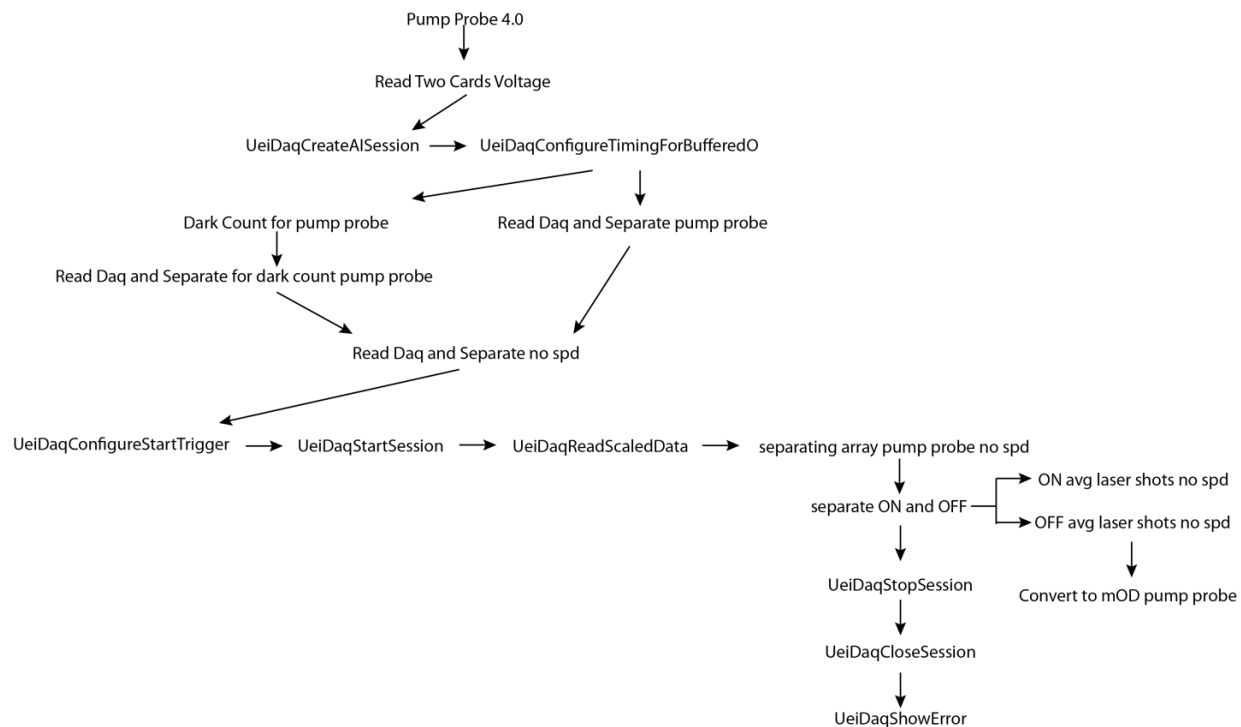 Pump Probe 4.0
Read Two Cards Voltage
UeiDaqCreateAISession
UeiDaqConfigureTimingForBufferedO
Dark Count for pump probe
Read Daq and Separate pump probe
Read Daq and Separate for dark count pump probe
Read Daq and Separate no spd
UeiDaqConfigureStartTrigger
UeiDaqStartSession
UeiDaqReadScaledData
separating array pump probe no spd
ON avg laser shots no spd
separate ON and OFF
OFF avg laser shots no spd
UeiDaqStopSession
Convert to mOD pump probe
UeiDaqCloseSession
UeiDaqShowError